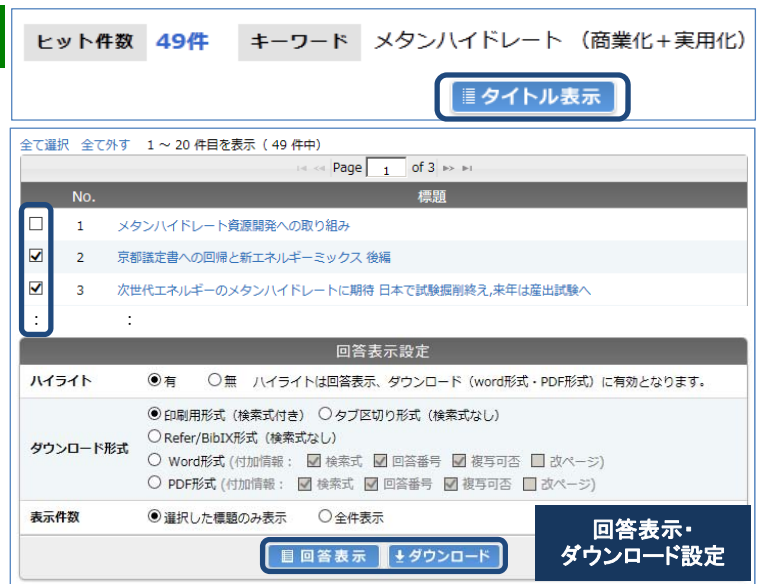 ヒット件数 49件 キーワード メタンハイドレート （商業化＋実用化）
タイトル表示
全て選択 全て外す 1 ～ 20 件目を表示（ 49 件中）
Page 1 of 3
No. 標題
1 メタンハイドレート資源開発への取り組み
2 京都議定書への回帰と新エネルギーミックス 後編
3 次世代エネルギーのメタンハイドレートに期待 日本で試験掘削終え,来年は産出試験へ
： ：
回答表示設定
ハイライト 有 無 ハイライトは回答表示、ダウンロード（word形式・PDF形式）に有効となります。
ダウンロード形式
印刷用形式（検索式付き） タブ区切り形式（検索式なし）
Refer/BibIX形式（検索式なし）
Word形式 (付加情報： 検索式 回答番号 複写可否 改ページ)
PDF形式 (付加情報： 検索式 回答番号 複写可否 改ページ)
表示件数 選択した標題のみ表示 全件表示
回答表示 ダウンロード
回答表示・
ダウンロード設定